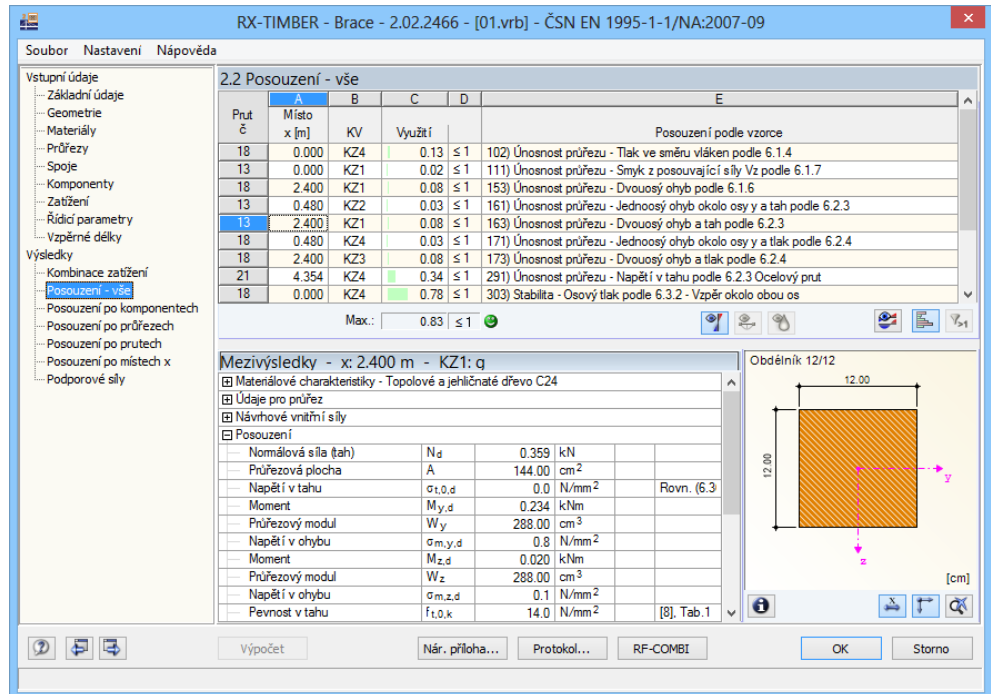 RX-TIMBER - Brace - 2.02.2466 - [01.vrb] - ČSN EN 1995-1-1/NA:2007-09
Soubor Nastavení Nápověda
Vstupní údaje
Základní údaje
Geometrie
Materiály
Průřezy
Spoje
Komponenty
Zatížení
Řídicí parametry
Vzpěrné délky
Výsledky
Kombinace zatížení
Posouzení - vše
Posouzení po komponentech
Posouzení po průřezech
Posouzení po prutech
Posouzení po místech x
Podporové síly
2.2 Posouzení - vše
A B C D E
Prut Místo
č x [m] KV Využití Posouzení podle vzorce
18 0.000 KZ4 0.13 ≤ 1 102) Únosnost průřezu - Tlak ve směru vláken podle 6.1.4
13 0.000 KZ1 0.02 ≤ 1 111) Únosnost průřezu - Smyk z posouvající síly Vz podle 6.1.7
18 2.400 KZ1 0.08 ≤ 1 153) Únosnost průřezu - Dvouosý ohyb podle 6.1.6
13 0.480 KZ2 0.03 ≤ 1 161) Únosnost průřezu - Jednoosý ohyb okolo osy y a tah podle 6.2.3
13 2.400 KZ1 0.08 ≤ 1 163) Únosnost průřezu - Dvouosý ohyb a tah podle 6.2.3
18 0.480 KZ4 0.03 ≤ 1 171) Únosnost průřezu - Jednoosý ohyb okolo osy y a tlak podle 6.2.4
18 2.400 KZ3 0.08 ≤ 1 173) Únosnost průřezu - Dvouosý ohyb a tlak podle 6.2.4
21 4.354 KZ4 0.34 ≤ 1 291) Únosnost průřezu - Napětí v tahu podle 6.2.3 Ocelový prut
18 0.000 KZ4 0.78 ≤ 1 303) Stabilita - Osový tlak podle 6.3.2 - Vzpěr okolo obou os
Max.: 0.83 ≤ 1
>1
Mezivýsledky - x: 2.400 m - KZ1: g
Materiálové charakteristiky - Topolové a jehličnaté dřevo C24
Údaje pro průřez
Návrhové vnitřní síly
Posouzení
Normálová síla (tah) Nd 0.359 kN
Průřezová plocha A 144.00 cm2
Napětí v tahu σt,0,d 0.0 N/mm2 Rovn. (6.3
Moment My,d 0.234 kNm
Průřezový modul Wy 288.00 cm3
Napětí v ohybu σm,y,d 0.8 N/mm2
Moment Mz,d 0.020 kNm
Průřezový modul Wz 288.00 cm3
Napětí v ohybu σm,z,d 0.1 N/mm2
Pevnost v tahu ft,0,k 14.0 N/mm2 [8], Tab.1
Obdélník 12/12
12.00
12.00
y
z
[cm]
Výpočet Nár. příloha... Protokol... RF-COMBI OK Storno